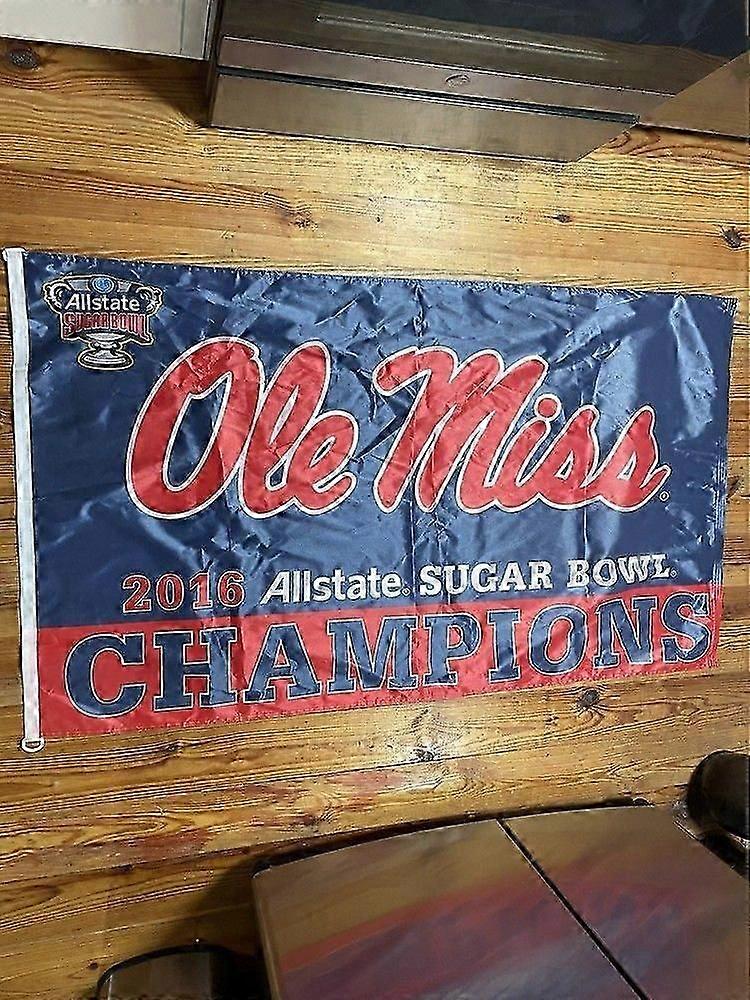 Allstate
SUGAR BOWL
Ole Miss
2016 Allstate. SUGAR BOWL
CHAMPIONS